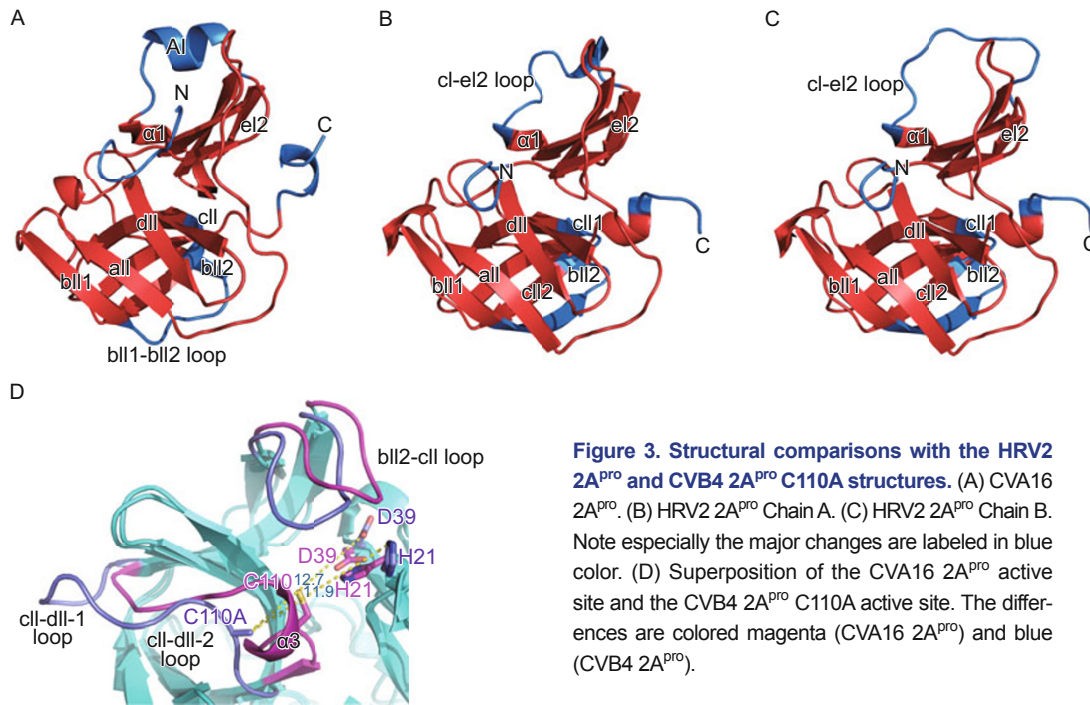 A
AI
N
α1
eI2
C
dII
cII
bII2
bII1
aII
bII1-bII2 loop
B
cI-eI2 loop
α1
eI2
N
dII
cII1
C
bII2
bII1
aII
cII2
C
cI-eI2 loop
α1
eI2
N
dII
cII1
C
bII2
bII1
aII
cII2
D
bII2-cII loop
D39
D39
H21
C110
12.7
11.9
H21
C110A
cII-dII-1
loop
cII-dII-2
loop
α3
Figure 3. Structural comparisons with the HRV2
2Apro and CVB4 2Apro C110A structures. (A) CVA16
2Apro. (B) HRV2 2Apro Chain A. (C) HRV2 2Apro Chain B.
Note especially the major changes are labeled in blue
color. (D) Superposition of the CVA16 2Apro active
site and the CVB4 2Apro C110A active site. The differ-
ences are colored magenta (CVA16 2Apro) and blue
(CVB4 2Apro).